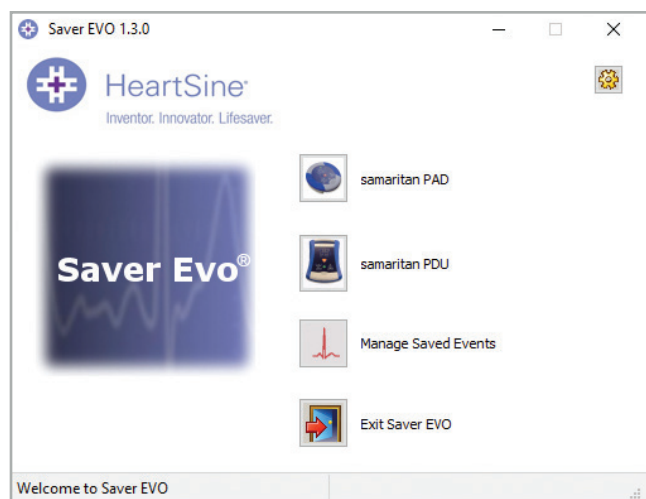 Saver EVO 1.3.0
HeartSine®
Inventor. Innovator. Lifesaver.
samaritan PAD
Saver Evo®
samaritan PDU
Manage Saved Events
Exit Saver EVO
Welcome to Saver EVO